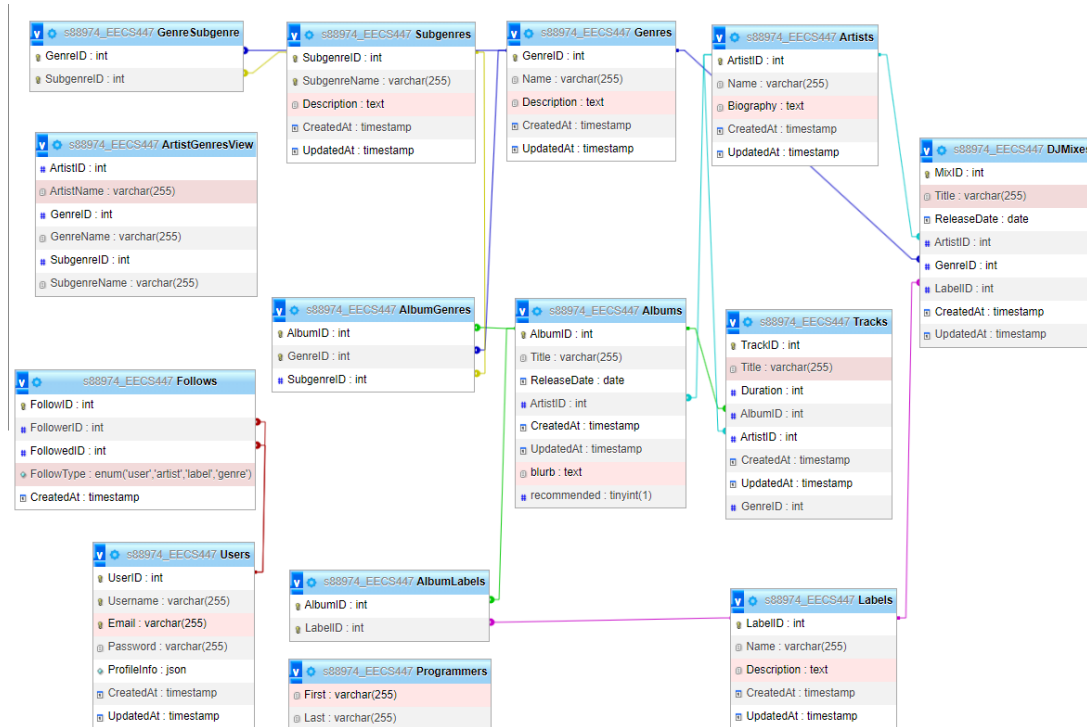 s88974_EECS447 GenreSubgenre
GenreID : int
SubgenreID : int
s88974_EECS447 Subgenres
SubgenreID : int
SubgenreName : varchar(255)
Description : text
CreatedAt : timestamp
UpdatedAt : timestamp
s88974_EECS447 Genres
GenreID : int
Name : varchar(255)
Description : text
CreatedAt : timestamp
UpdatedAt : timestamp
s88974_EECS447 Artists
ArtistID : int
Name : varchar(255)
Biography : text
CreatedAt : timestamp
UpdatedAt : timestamp
s88974_EECS447 ArtistGenresView
ArtistID : int
ArtistName : varchar(255)
GenreID : int
GenreName : varchar(255)
SubgenreID : int
SubgenreName : varchar(255)
s88974_EECS447 DJMixes
MixID : int
Title : varchar(255)
ReleaseDate : date
ArtistID : int
GenreID : int
LabelID : int
CreatedAt : timestamp
UpdatedAt : timestamp
s88974_EECS447 AlbumGenres
AlbumID : int
GenreID : int
SubgenreID : int
s88974_EECS447 Albums
AlbumID : int
Title : varchar(255)
ReleaseDate : date
ArtistID : int
CreatedAt : timestamp
UpdatedAt : timestamp
blurb : text
recommended : tinyint(1)
s88974_EECS447 Tracks
TrackID : int
Title : varchar(255)
Duration : int
AlbumID : int
ArtistID : int
CreatedAt : timestamp
UpdatedAt : timestamp
GenreID : int
s88974_EECS447 Follows
FollowID : int
FollowerID : int
FollowedID : int
FollowType : enum('user','artist','label','genre')
CreatedAt : timestamp
s88974_EECS447 Users
UserID : int
Username : varchar(255)
Email : varchar(255)
Password : varchar(255)
ProfileInfo : json
CreatedAt : timestamp
UpdatedAt : timestamp
s88974_EECS447 AlbumLabels
AlbumID : int
LabelID : int
s88974_EECS447 Labels
LabelID : int
Name : varchar(255)
Description : text
CreatedAt : timestamp
UpdatedAt : timestamp
s88974_EECS447 Programmers
First : varchar(255)
Last : varchar(255)